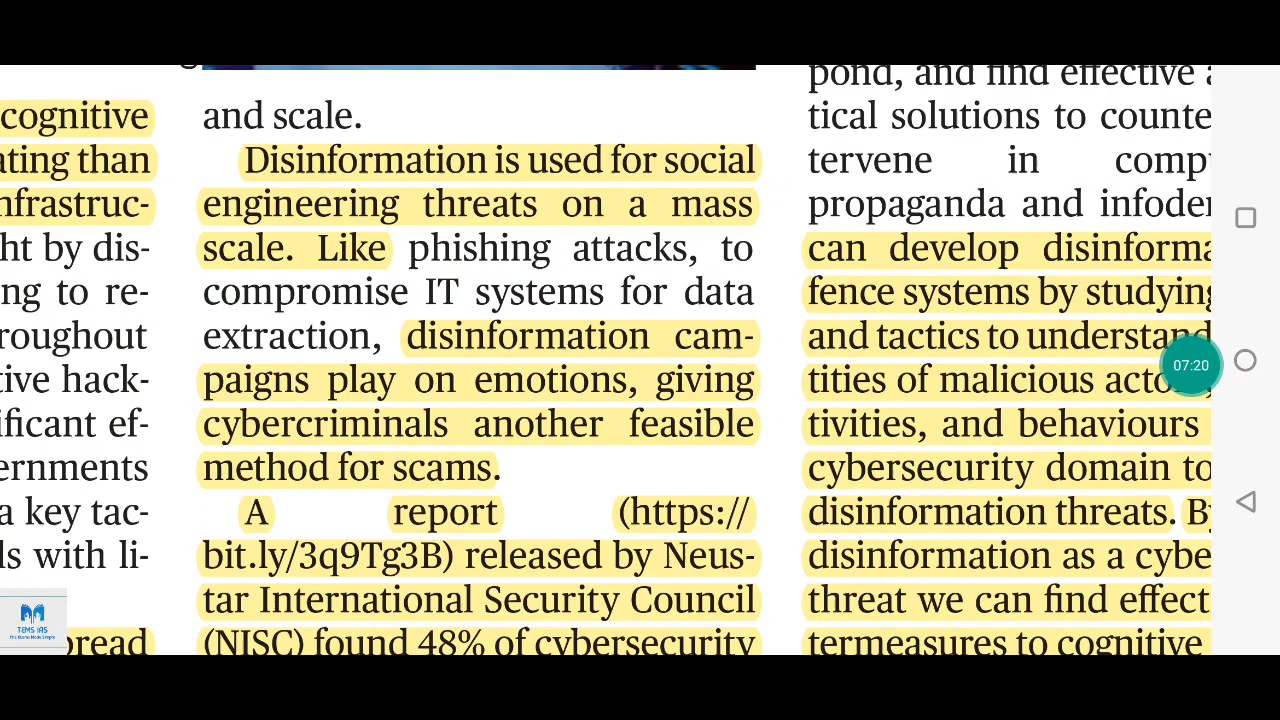 cognitive
ating than
nfrastruc-
ht by dis-
ng to re-
roughout
tive hack-
ificant ef-
ernments
a key tac-
ls with li-
pread
and scale.
Disinformation is used for social
engineering threats on a mass
scale. Like phishing attacks, to
compromise IT systems for data
extraction, disinformation cam-
paigns play on emotions, giving
cybercriminals another feasible
method for scams.
A report (https://
bit.ly/3q9Tg3B) released by Neus-
tar International Security Council
(NISC) found 48% of cybersecurity
pond, and find effective
tical solutions to counte
tervene in comp
propaganda and infoder
can develop disinforma
fence systems by studying
and tactics to understand
tities of malicious acto
tivities, and behaviours
cybersecurity domain to
disinformation threats. By
disinformation as a cybe
threat we can find effect
termeasures to cognitive
07:20
TEMS IAS